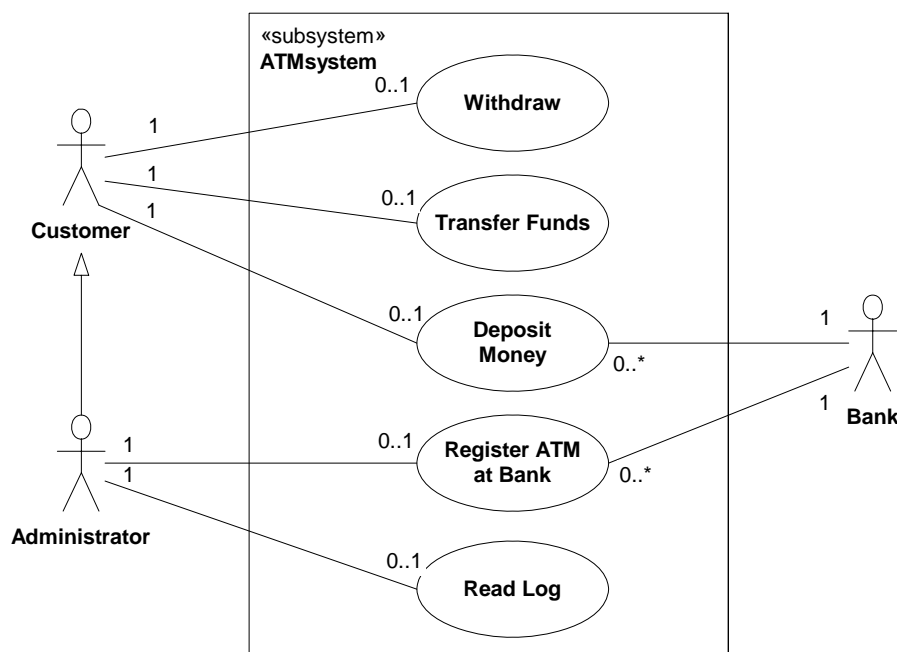 «subsystem»
ATMsystem
0..1
Withdraw
1
1
0..1
Transfer Funds
1
Customer
0..1
Deposit
Money
1
0..*
1
Bank
1
0..1
Register ATM
at Bank
0..*
1
Administrator
0..1
Read Log